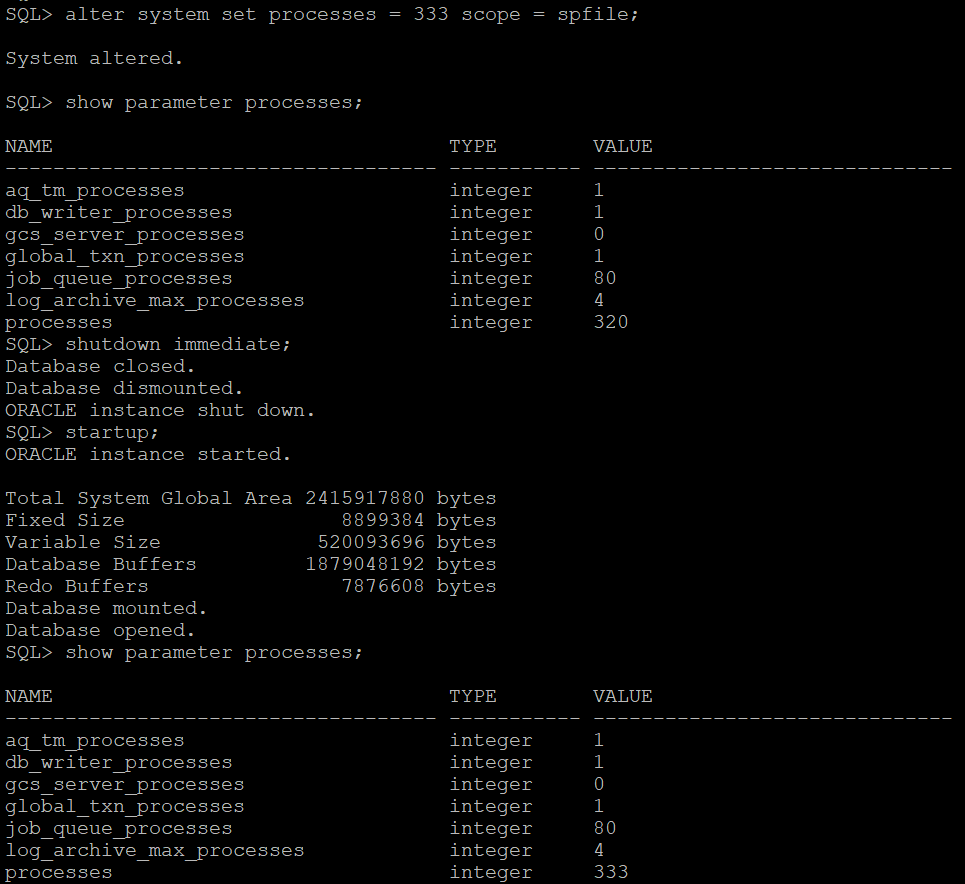 SQL> alter system set processes = 333 scope = spfile;
System altered.
SQL> show parameter processes;
NAME                                 TYPE        VALUE
------------------------------------ ----------- ------------------------------
aq_tm_processes                      integer     1
db_writer_processes                  integer     1
gcs_server_processes                 integer     0
global_txn_processes                 integer     1
job_queue_processes                  integer     80
log_archive_max_processes            integer     4
processes                            integer     320
SQL> shutdown immediate;
Database closed.
Database dismounted.
ORACLE instance shut down.
SQL> startup;
ORACLE instance started.
Total System Global Area 2415917880 bytes
Fixed Size                  8899384 bytes
Variable Size             520093696 bytes
Database Buffers         1879048192 bytes
Redo Buffers                7876608 bytes
Database mounted.
Database opened.
SQL> show parameter processes;
NAME                                 TYPE        VALUE
------------------------------------ ----------- ------------------------------
aq_tm_processes                      integer     1
db_writer_processes                  integer     1
gcs_server_processes                 integer     0
global_txn_processes                 integer     1
job_queue_processes                  integer     80
log_archive_max_processes            integer     4
processes                            integer     333